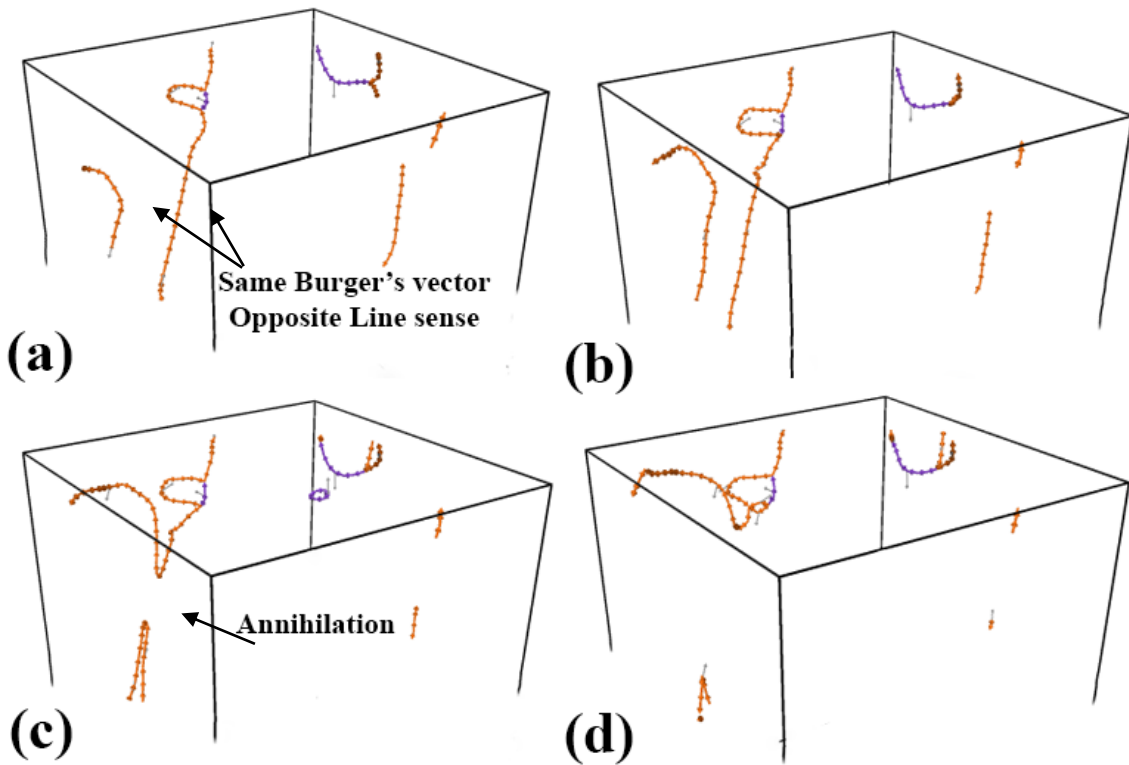 Same Burger's vector
Opposite Line sense
(a)
(b)
Annihilation
(c)
(d)